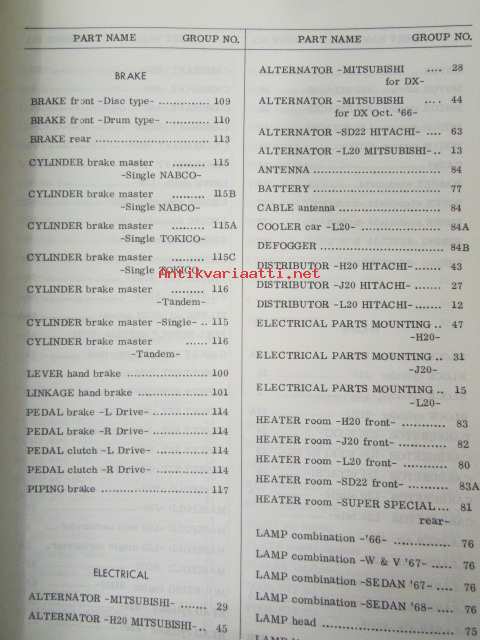 PART NAME GROUP NO.
BRAKE
BRAKE front -Disc type- .............. 109
BRAKE front -Drum type- ............ 110
BRAKE rear ............................ 113
CYLINDER brake master ......... 115
-Single NABCO-
CYLINDER brake master ......... 115B
-Single NABCO-
CYLINDER brake master ......... 115A
-Single TOKICO-
CYLINDER brake master ......... 115C
-Single TOKICO-
CYLINDER brake master ......... 116
-Tandem-
CYLINDER brake master -Single- .. 115
CYLINDER brake master ...... 116
-Tandem-
LEVER hand brake .................... 100
LINKAGE hand brake ................. 101
PEDAL brake -L Drive- .............. 114
PEDAL brake -R Drive- .............. 114
PEDAL clutch -L Drive- .............. 114
PEDAL clutch -R Drive- .............. 114
PIPING brake .......................... 117
ELECTRICAL
ALTERNATOR -MITSUBISHI- ....... 29
ALTERNATOR -H20 MITSUBISHI- .. 45
PART NAME GROUP NO.
ALTERNATOR -MITSUBISHI .... 28
for DX-
ALTERNATOR -MITSUBISHI .... 44
for DX Oct. '66-
ALTERNATOR -SD22 HITACHI- .... 63
ALTERNATOR -L20 MITSUBISHI- .. 13
ANTENNA ............................... 84
BATTERY ............................... 77
CABLE antenna ........................ 84
COOLER car -L20- .................... 84A
DEFOGGER ............................. 84B
DISTRIBUTOR -H20 HITACHI- ...... 43
DISTRIBUTOR -J20 HITACHI- ....... 27
DISTRIBUTOR -L20 HITACHI- ...... 12
ELECTRICAL PARTS MOUNTING .. 47
-H20-
ELECTRICAL PARTS MOUNTING .. 31
-J20-
ELECTRICAL PARTS MOUNTING .. 15
-L20-
HEATER room -H20 front- ........... 83
HEATER room -J20 front- ............ 82
HEATER room -L20 front- ........... 80
HEATER room -SD22 front- .......... 83A
HEATER room -SUPER SPECIAL ... 81
rear-
LAMP combination -'66- .............. 76
LAMP combination -W & V '67- ..... 76
LAMP combination -SEDAN '67- .... 76
LAMP combination -SEDAN '68- .... 76
LAMP head ............................. 75
Antikvariaatti.net